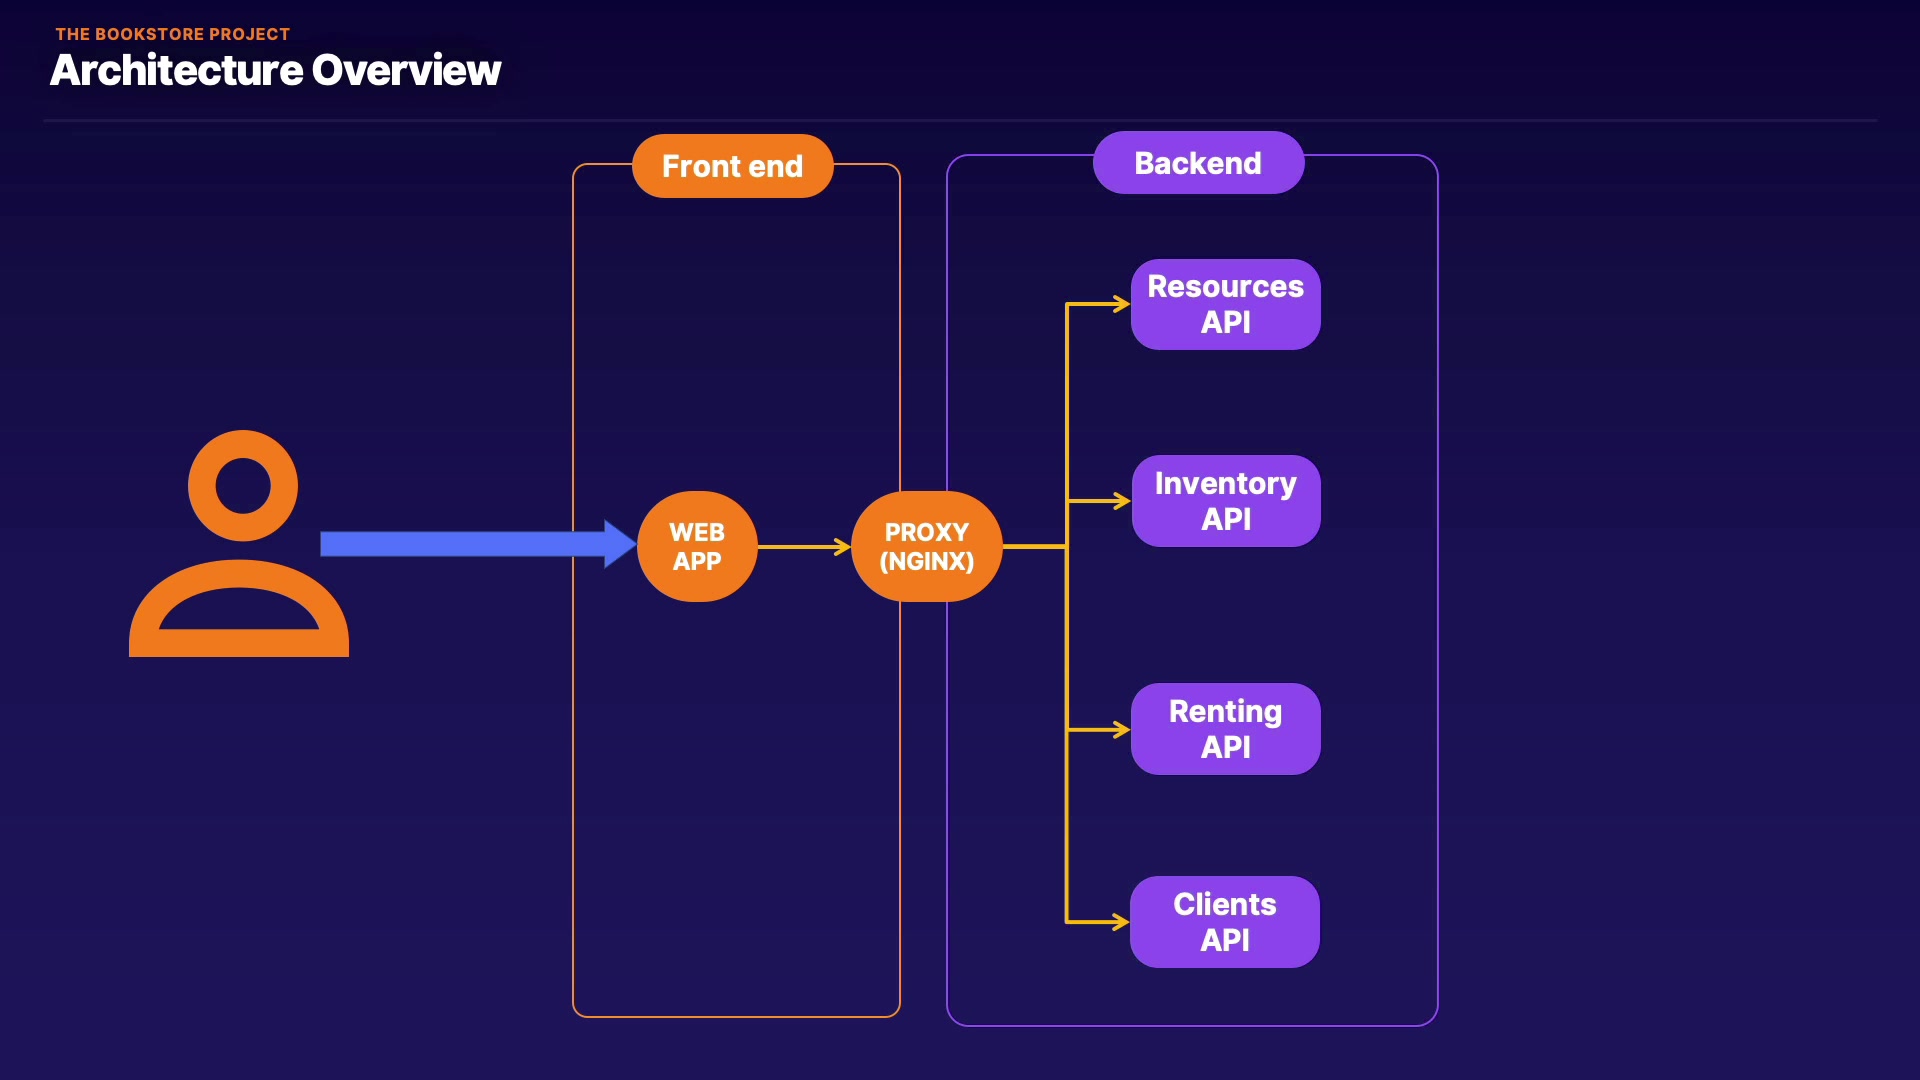 THE BOOKSTORE PROJECT
Architecture Overview
Front end
Backend
WEB
APP
PROXY
(NGINX)
Resources
API
Inventory
API
Renting
API
Clients
API